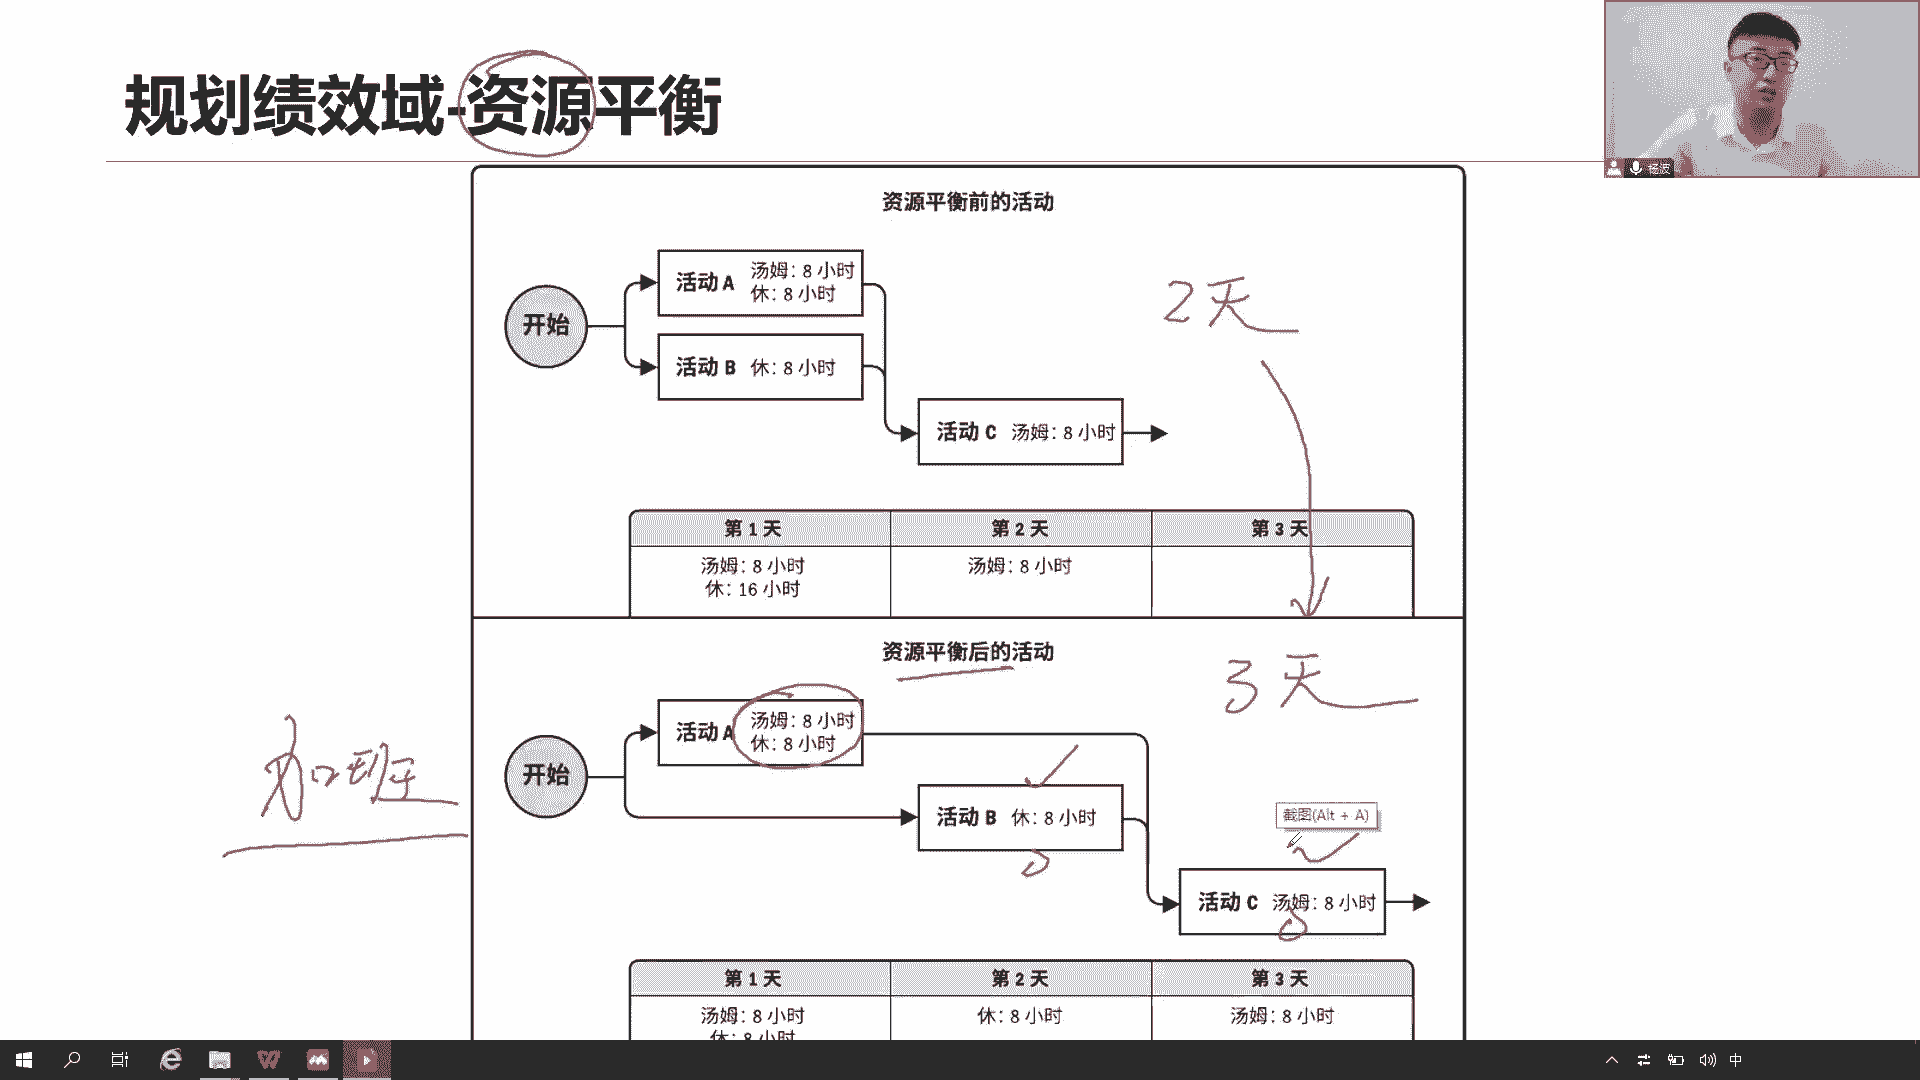 规划绩效域-资源平衡
杨波
资源平衡前的活动
开始
活动 A 汤姆：8 小时
休：8 小时
活动 B 休：8 小时
活动 C 汤姆：8 小时
2天
第 1 天 第 2 天 第 3 天
汤姆：8 小时 汤姆：8 小时
休：16 小时
资源平衡后的活动
3天
加班
开始
活动 A 汤姆：8 小时
休：8 小时
活动 B 休：8 小时
截图(Alt + A)
活动 C 汤姆：8 小时
第 1 天 第 2 天 第 3 天
汤姆：8 小时 休：8 小时 汤姆：8 小时
休：8 小时
中